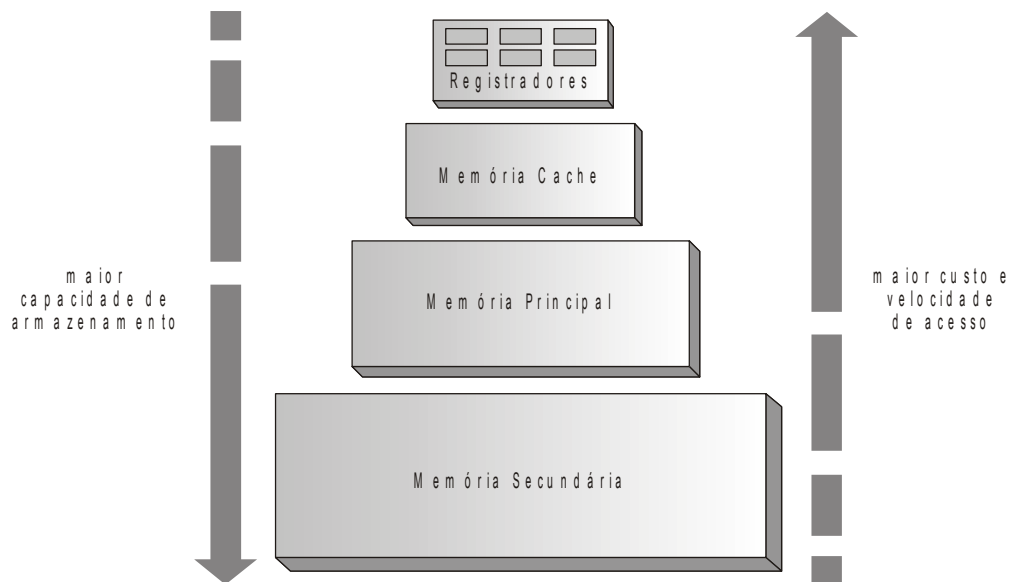 Registradores
Memória Cache
maior
capacidade de
armazenamento
Memória Principal
maior custo e
velocidade
de acesso
Memória Secundária